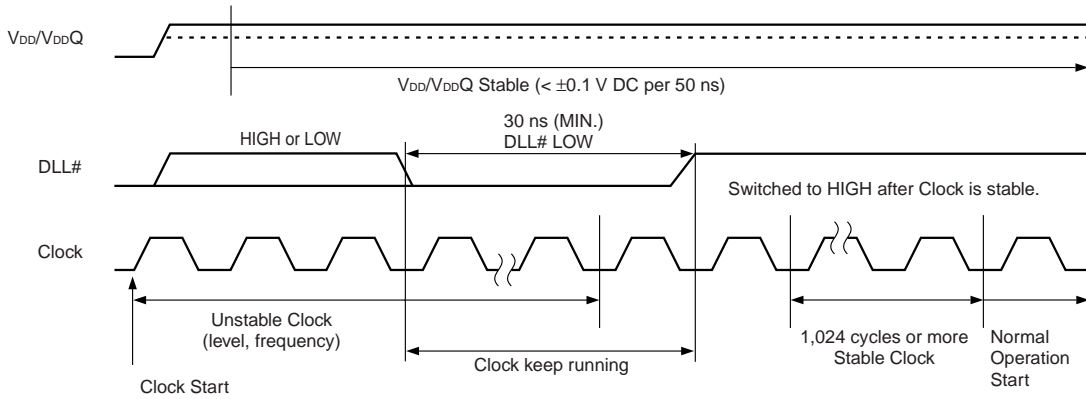 VDD/VDDQ
VDD/VDDQ Stable (< ±0.1 V DC per 50 ns)
30 ns (MIN.)
DLL# LOW
HIGH or LOW
DLL#
Switched to HIGH after Clock is stable.
Clock
Unstable Clock
(level, frequency)
Clock keep running
1,024 cycles or more
Stable Clock
Normal
Operation
Start
Clock Start